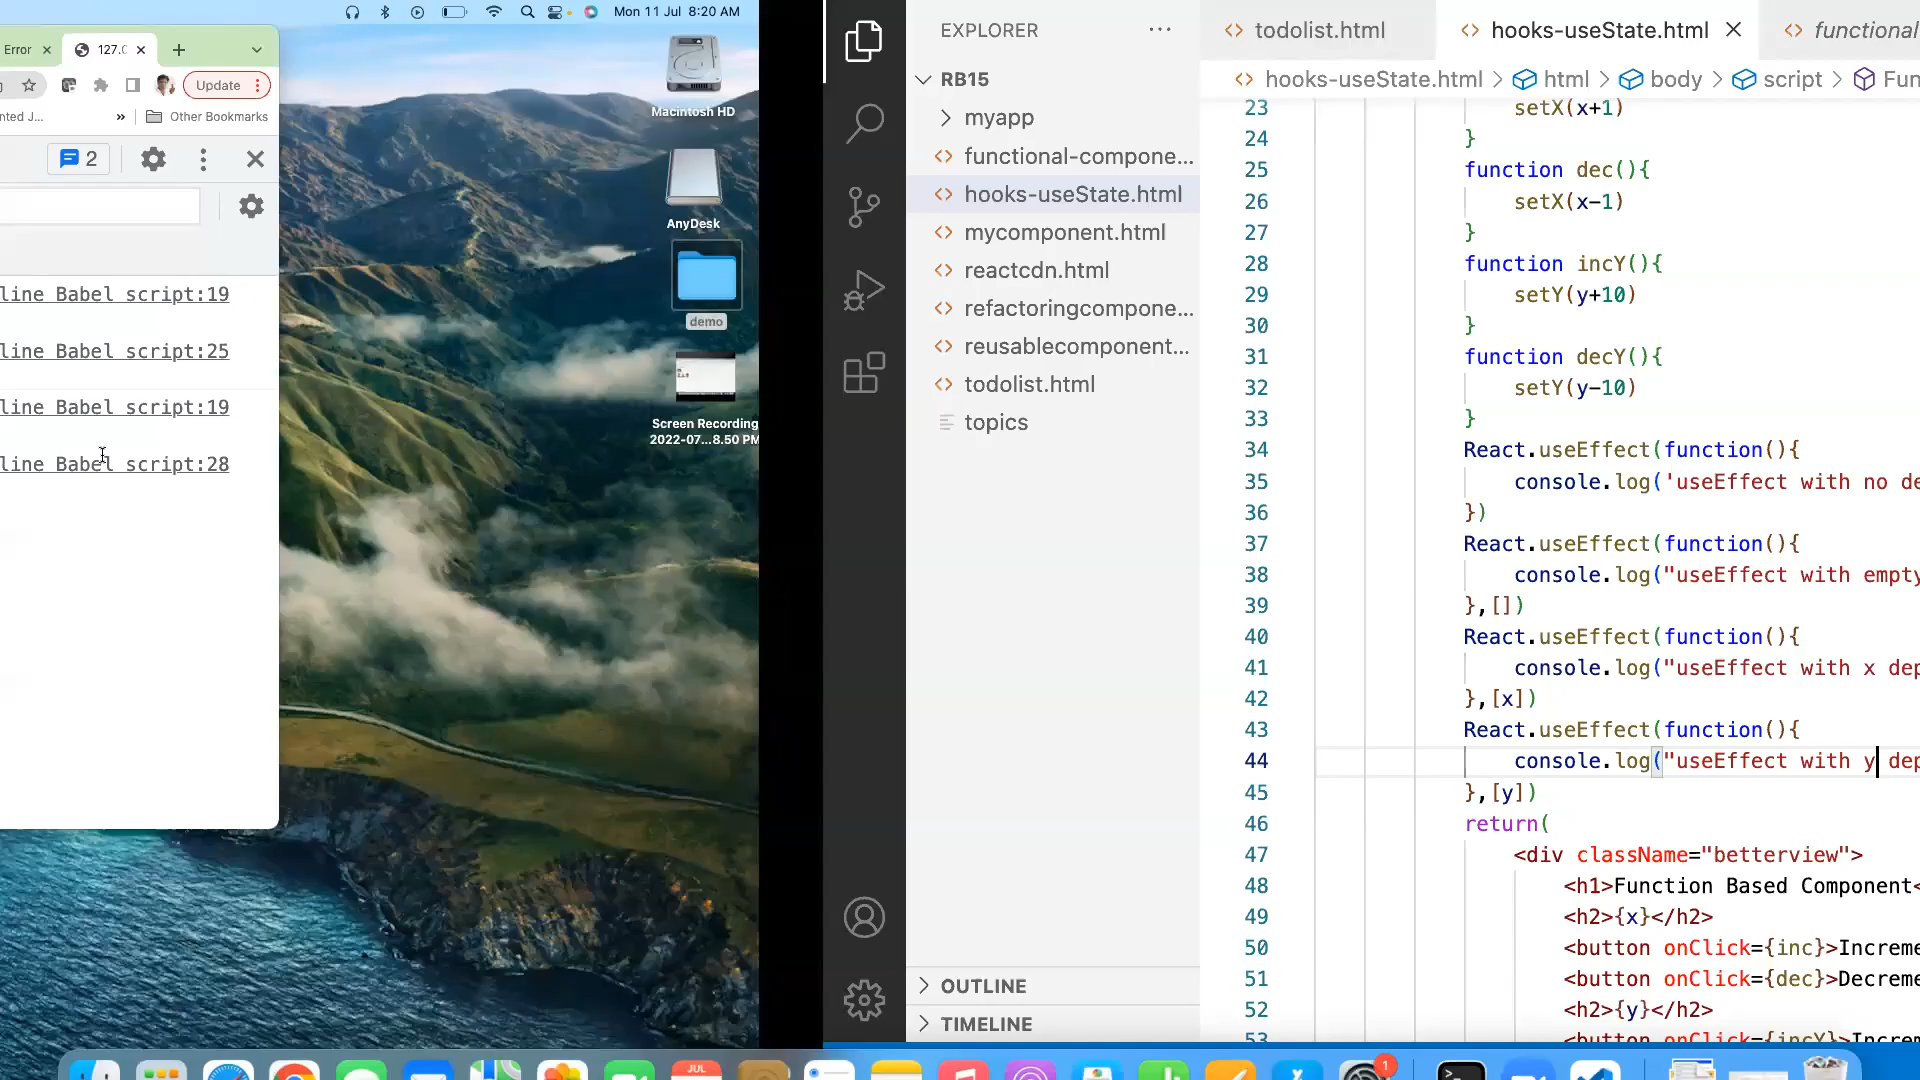 Mon 11 Jul 8:20 AM
Error
127.0
Update
nted J...
»
Other Bookmarks
2
line Babel script:19
line Babel script:25
line Babel script:19
line Babel script:28
Macintosh HD
AnyDesk
demo
Screen Recording
2022-07...8.50 PM
EXPLORER
RB15
myapp
functional-compone...
hooks-useState.html
mycomponent.html
reactcdn.html
refactoringcompone...
reusablecomponent...
todolist.html
topics
OUTLINE
TIMELINE
todolist.html
hooks-useState.html
functional
hooks-useState.html > html > body > script > Fun
23 setX(x+1)
24 }
25 function dec(){
26 setX(x-1)
27 }
28 function incY(){
29 setY(y+10)
30 }
31 function decY(){
32 setY(y-10)
33 }
34 React.useEffect(function(){
35 console.log('useEffect with no de
36 })
37 React.useEffect(function(){
38 console.log("useEffect with empty
39 },[])
40 React.useEffect(function(){
41 console.log("useEffect with x dep
42 },[x])
43 React.useEffect(function(){
44 console.log("useEffect with y dep
45 },[y])
46 return(
47 <div className="betterview">
48 <h1>Function Based Component<
49 <h2>{x}</h2>
50 <button onClick={inc}>Increme
51 <button onClick={dec}>Decreme
52 <h2>{y}</h2>
53 <button onClick={incY}>Increm
JUL
1